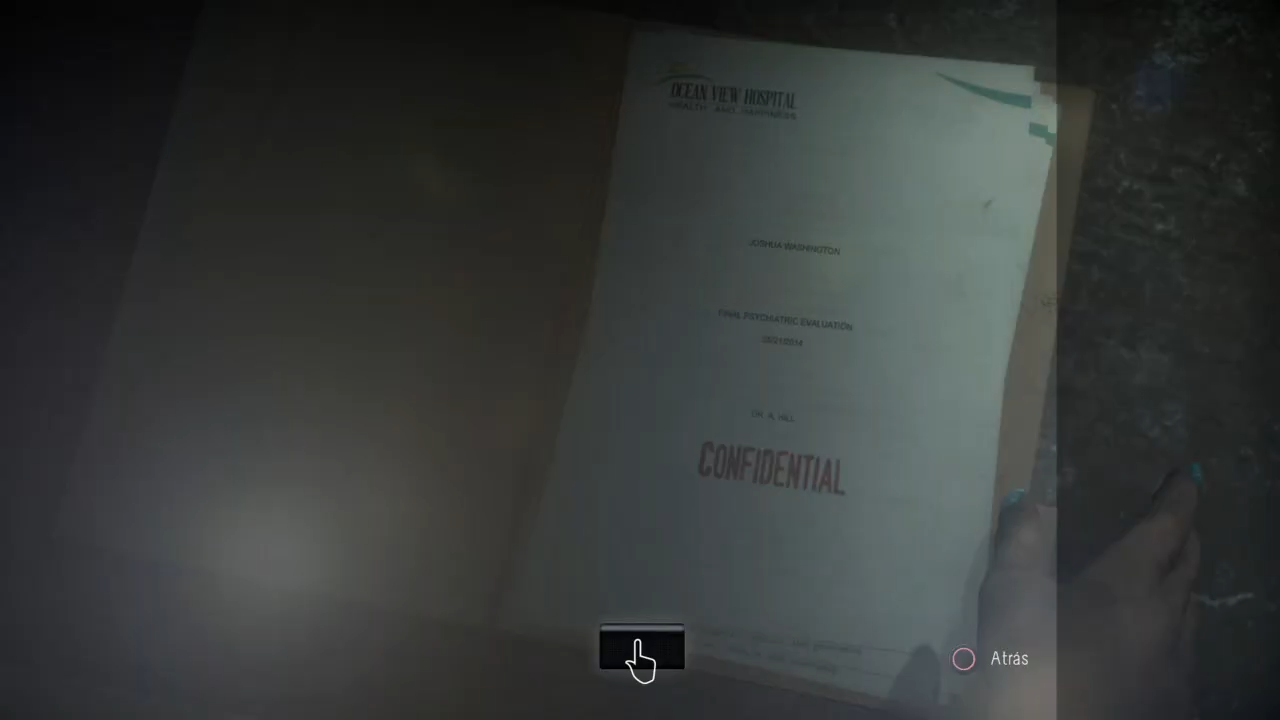 OCEAN VIEW HOSPITAL
HEALTH AND HAPPINESS
JOSHUA WASHINGTON
FINAL PSYCHIATRIC EVALUATION
DR. A. HILL
CONFIDENTIAL
Atrás